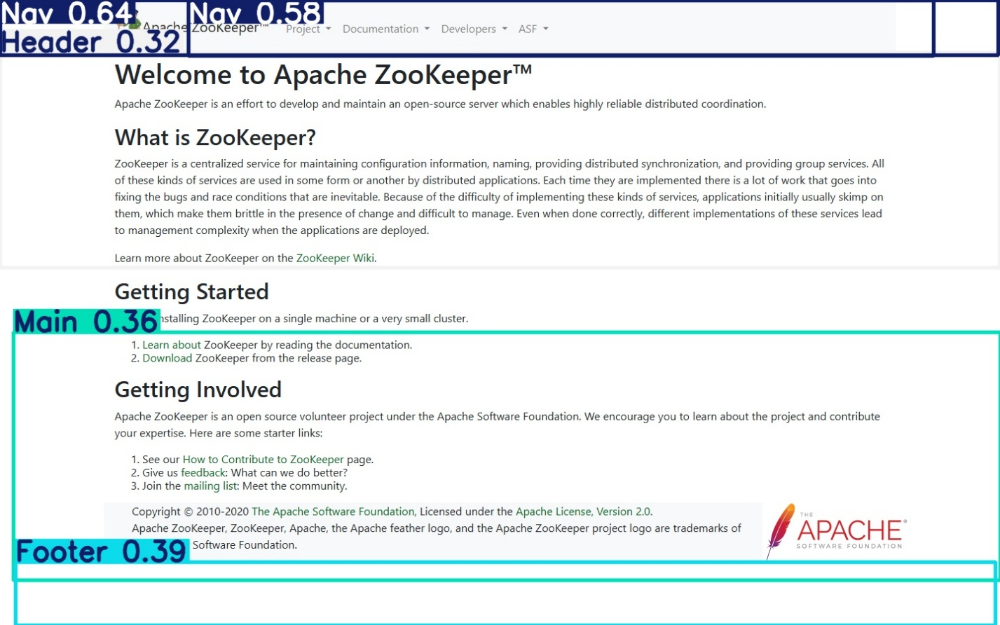 Nav 0.64
Nav 0.58
Header 0.32
Apache ZooKeeper™ Project Documentation Developers ASF
Welcome to Apache ZooKeeper™
Apache ZooKeeper is an effort to develop and maintain an open-source server which enables highly reliable distributed coordination.
What is ZooKeeper?
ZooKeeper is a centralized service for maintaining configuration information, naming, providing distributed synchronization, and providing group services. All
of these kinds of services are used in some form or another by distributed applications. Each time they are implemented there is a lot of work that goes into
fixing the bugs and race conditions that are inevitable. Because of the difficulty of implementing these kinds of services, applications initially usually skimp on
them, which make them brittle in the presence of change and difficult to manage. Even when done correctly, different implementations of these services lead
to management complexity when the applications are deployed.
Learn more about ZooKeeper on the ZooKeeper Wiki.
Getting Started
Main 0.36
nstalling ZooKeeper on a single machine or a very small cluster.
1. Learn about ZooKeeper by reading the documentation.
2. Download ZooKeeper from the release page.
Getting Involved
Apache ZooKeeper is an open source volunteer project under the Apache Software Foundation. We encourage you to learn about the project and contribute
your expertise. Here are some starter links:
1. See our How to Contribute to ZooKeeper page.
2. Give us feedback: What can we do better?
3. Join the mailing list: Meet the community.
Copyright © 2010-2020 The Apache Software Foundation, Licensed under the Apache License, Version 2.0.
Apache ZooKeeper, ZooKeeper, Apache, the Apache feather logo, and the Apache ZooKeeper project logo are trademarks of
Software Foundation.
Footer 0.39
THE
APACHE®
SOFTWARE FOUNDATION